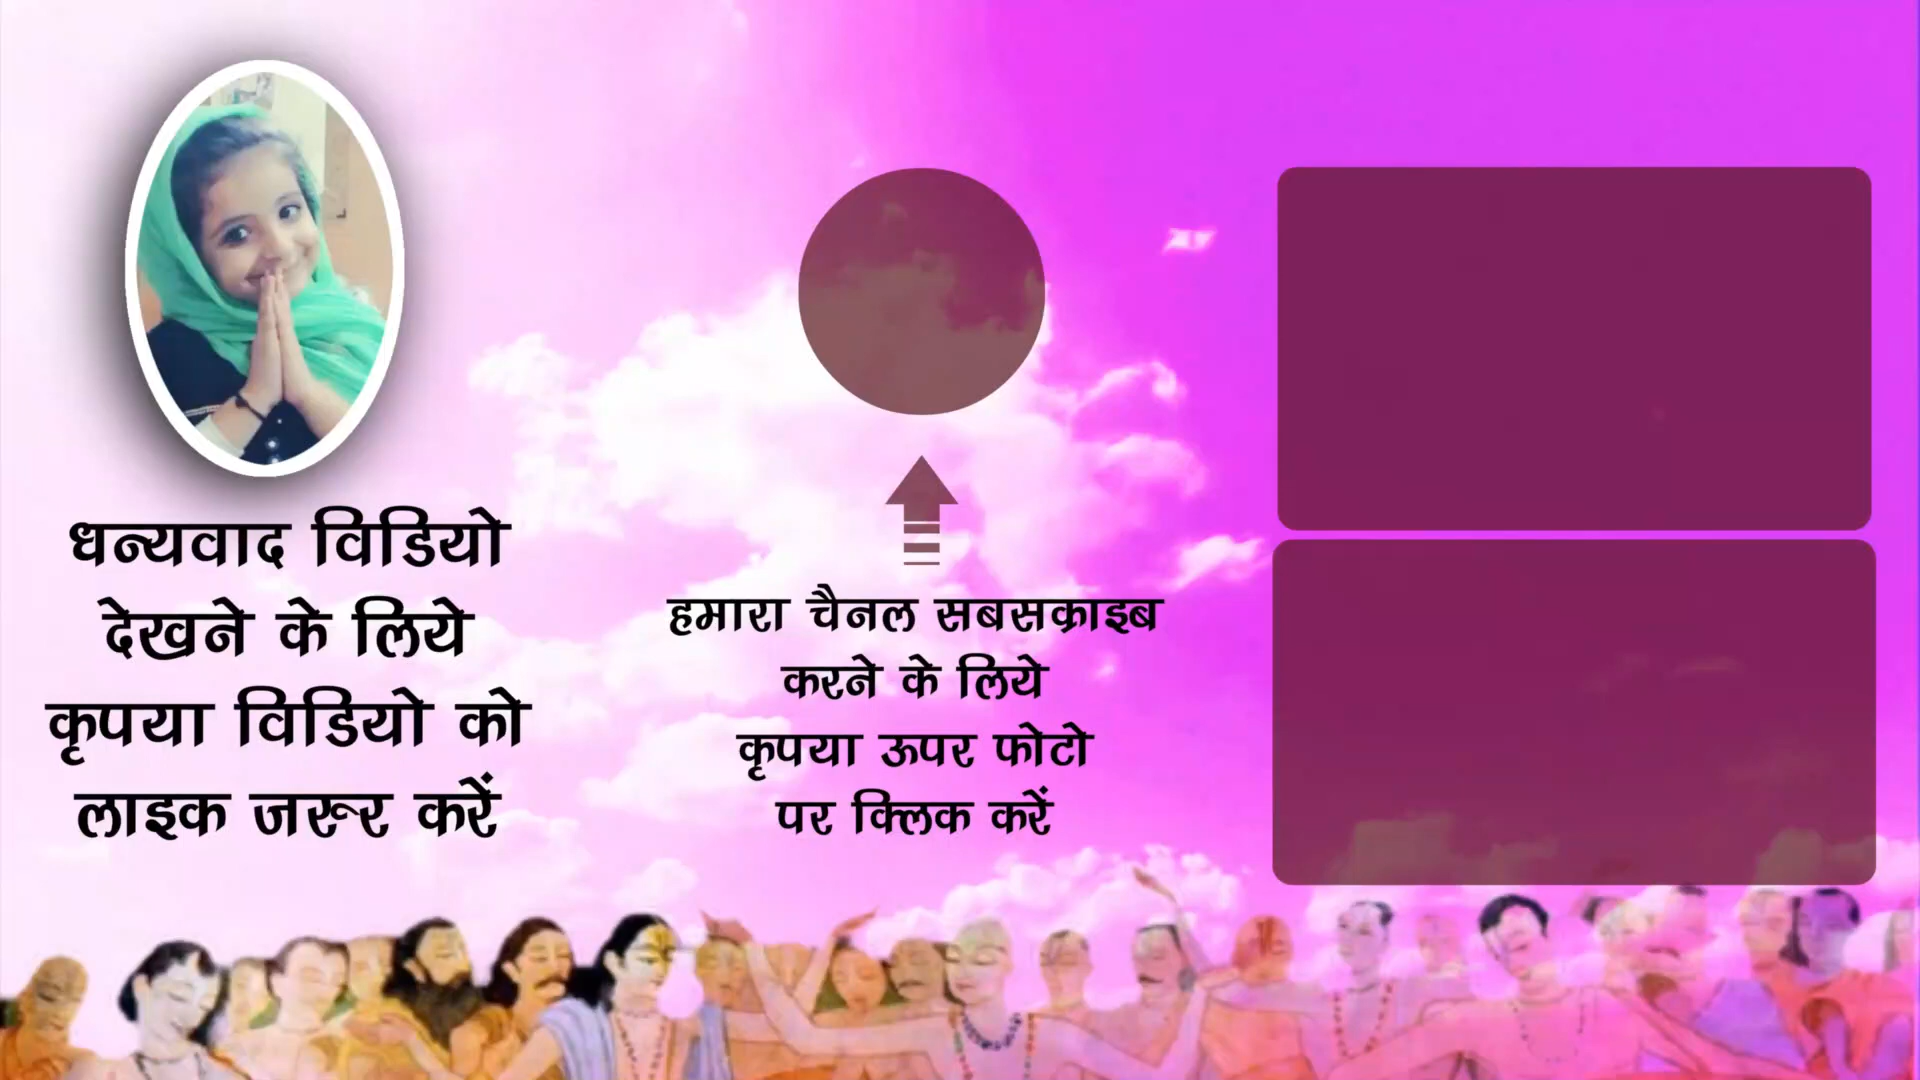 धन्यवाद विडियो
देखने के लिये
कृपया विडियो को
लाइक जरूर करें
हमारा चैनल सबसक्राइब
करने के लिये
कृपया ऊपर फोटो
पर क्लिक करें